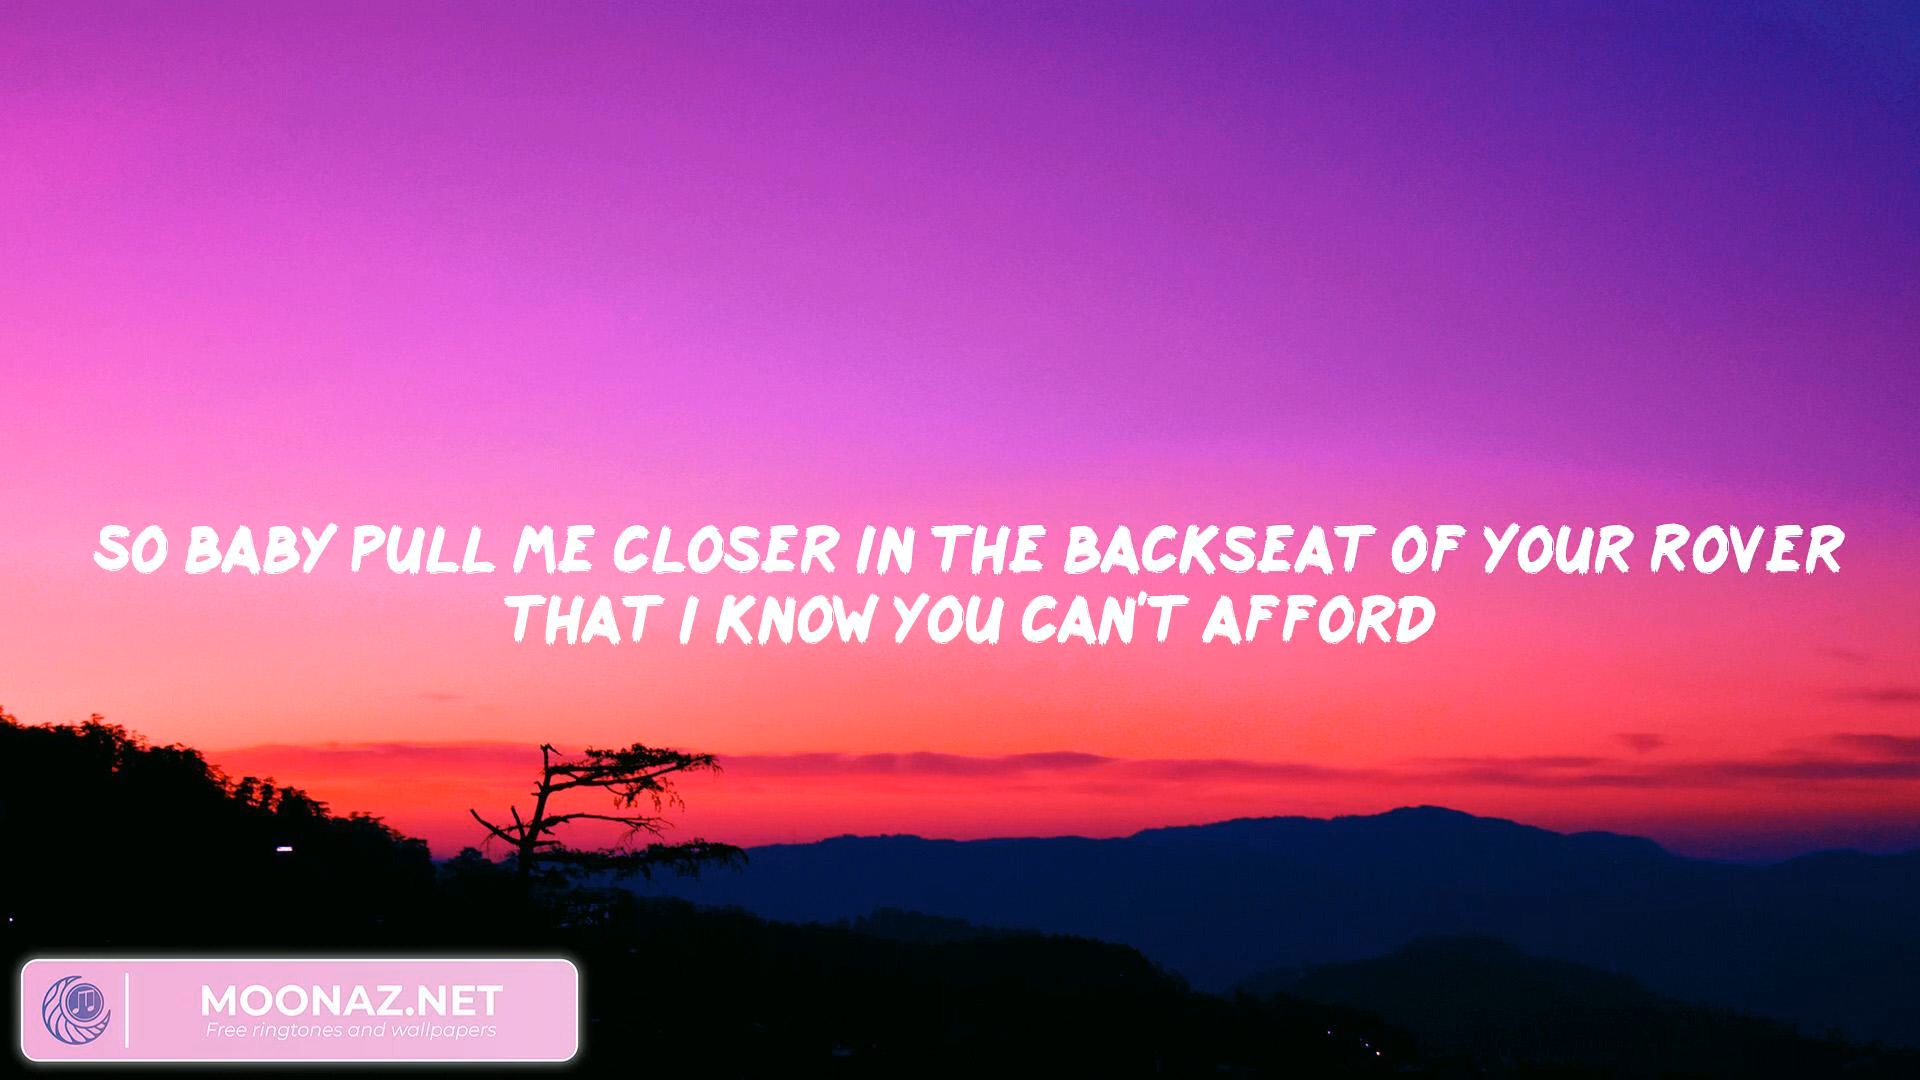 SO BABY PULL ME CLOSER IN THE BACKSEAT OF YOUR ROVER
THAT I KNOW YOU CAN'T AFFORD
MOONAZ.NET
Free ringtones and wallpapers